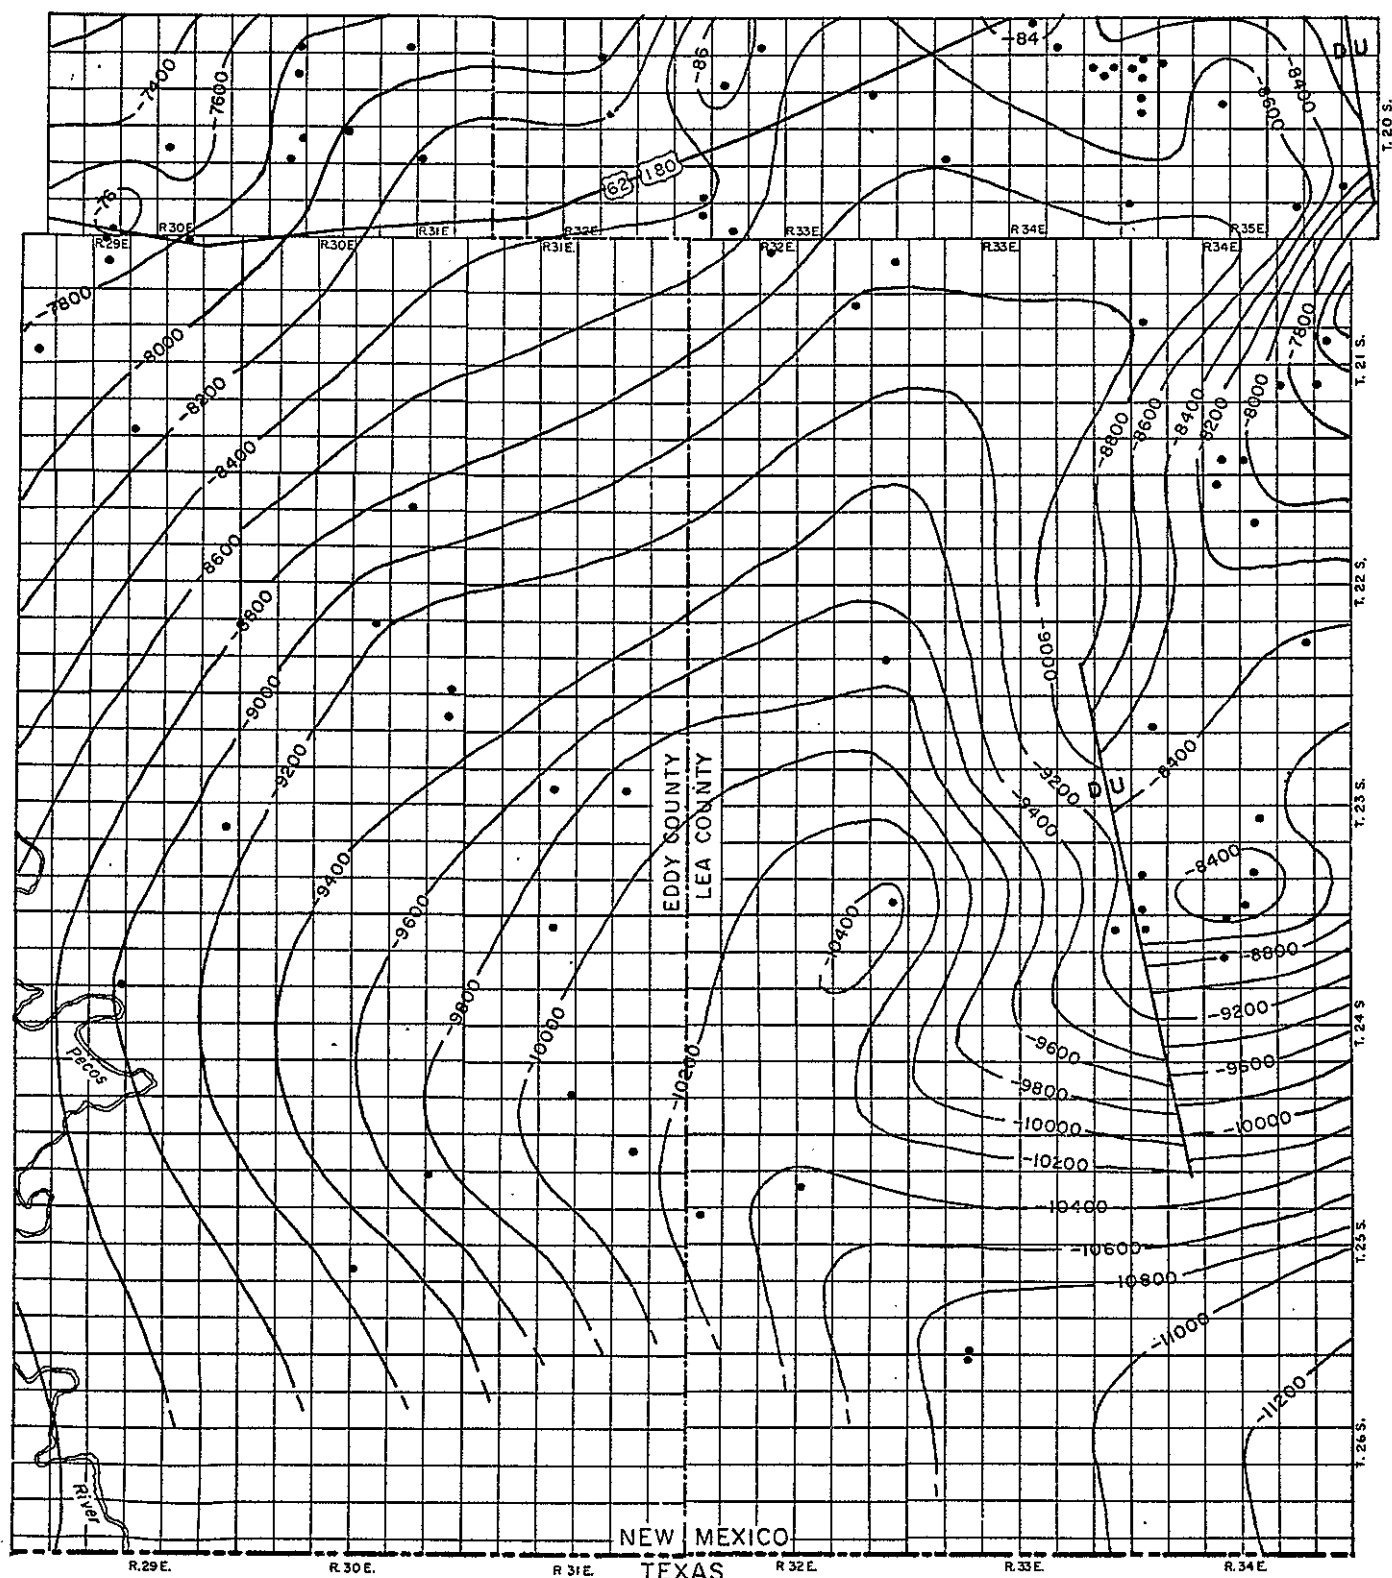 -7400
-7600
-86
-84
D U
-8400
-8600
T. 20 S.
62 180
-76
R.30E.
R.31E
R.32E.
R.33E.
R.34E.
R.35E.
R.29E.
R.30E.
R.31E.
R.32E.
R.33E.
R.34E.
-7800
-8000
-7800
T. 21 S.
-8200
-8400
-8800
-8600
-8400
-8200
-8000
-8600
-8800
T. 22 S.
-9000
-9000
-9200
EDDY COUNTY
LEA COUNTY
-9200
-9400
D U
-8400
T. 23 S.
-9400
-9600
-8400
-10400
-9800
-10000
-8800
-9200
T. 24 S
Pecos
-10200
-9600
-9800
-10000
-10200
-9600
-10000
-10400
-10600
-10800
T. 25 S.
-11000
-11200
T. 26 S.
River
NEW MEXICO
TEXAS
R.29E.
R.30E.
R.31E.
R.32E.
R.33E.
R.34E.